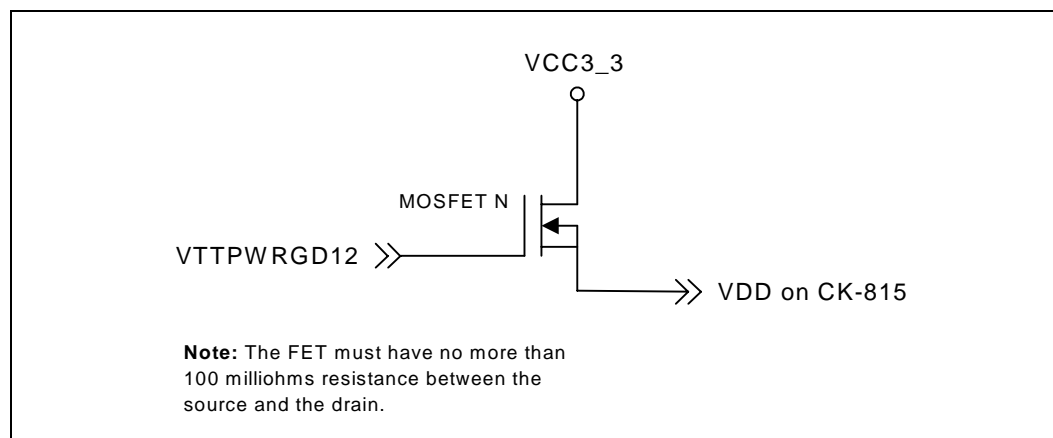 VCC3_3
MOSFET N
VTTPWRGD12
VDD on CK-815
Note: The FET must have no more than
100 milliohms resistance between the
source and the drain.